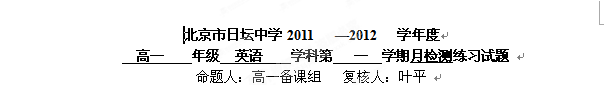 北京市日坛中学 2011 —2012 学年度
高一 年级 英语 学科第 一 学期月检测练习试题
命题人：高一备课组 复核人：叶平